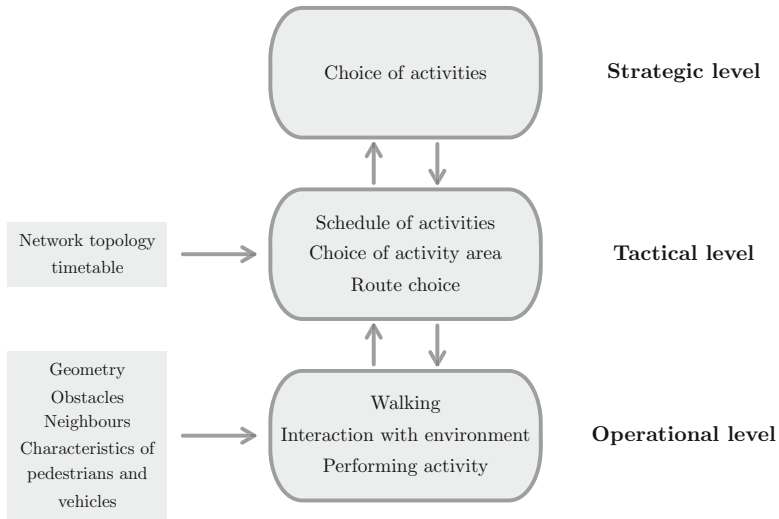 Choice of activities
Strategic level
Schedule of activities
Choice of activity area
Route choice
Network topology
timetable
Tactical level
Geometry
Obstacles
Neighbours
Characteristics of
pedestrians and
vehicles
Walking
Interaction with environment
Performing activity
Operational level